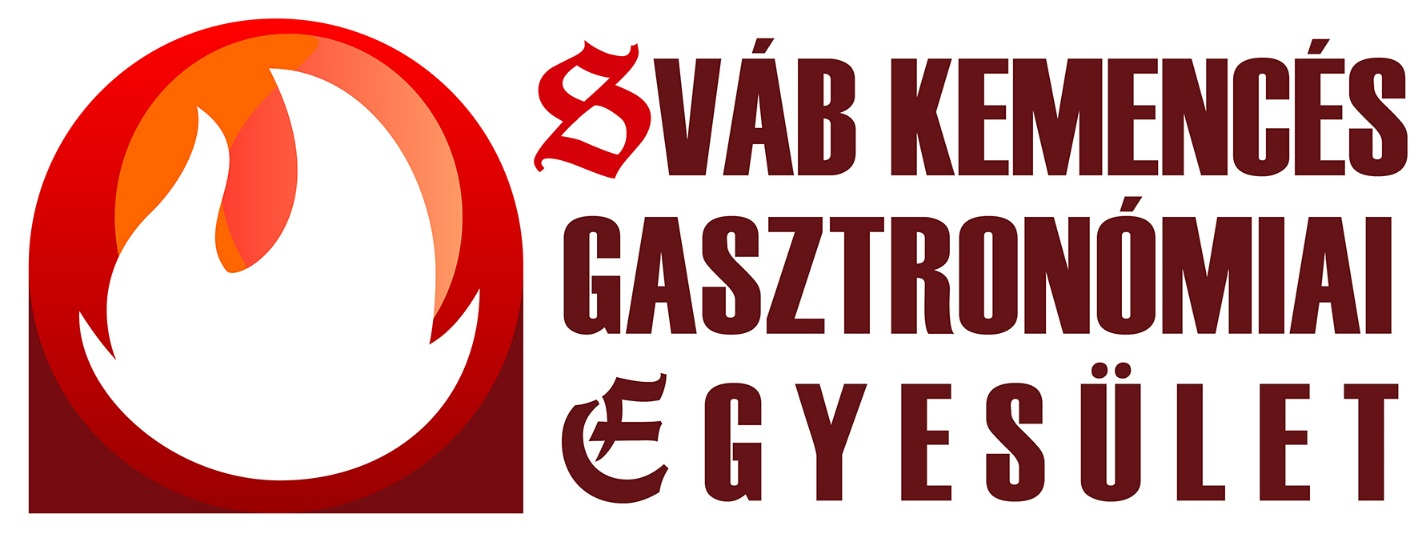 SVÁB KEMENCÉS
GASZTRONÓMIAI
EGYESÜLET